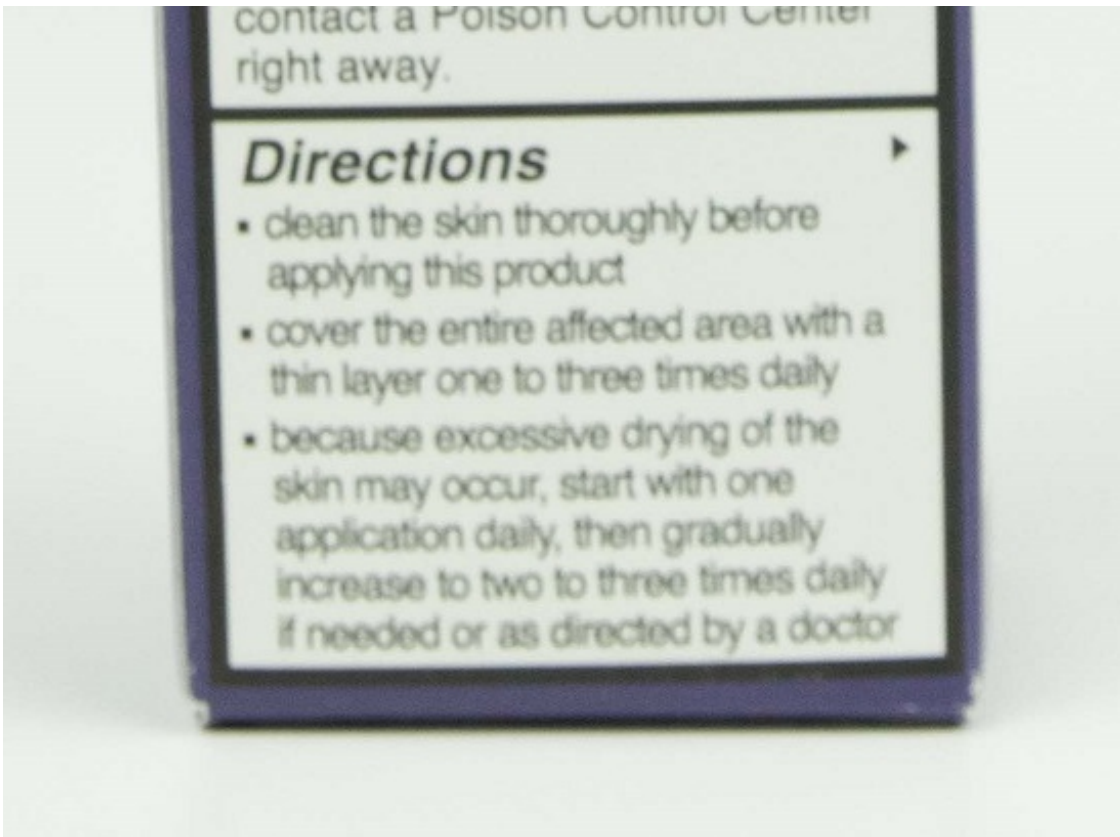 contact a Poison Control Center
right away.
Directions
▪ clean the skin thoroughly before
applying this product
▪ cover the entire affected area with a
thin layer one to three times daily
▪ because excessive drying of the
skin may occur, start with one
application daily, then gradually
increase to two to three times daily
if needed or as directed by a doctor